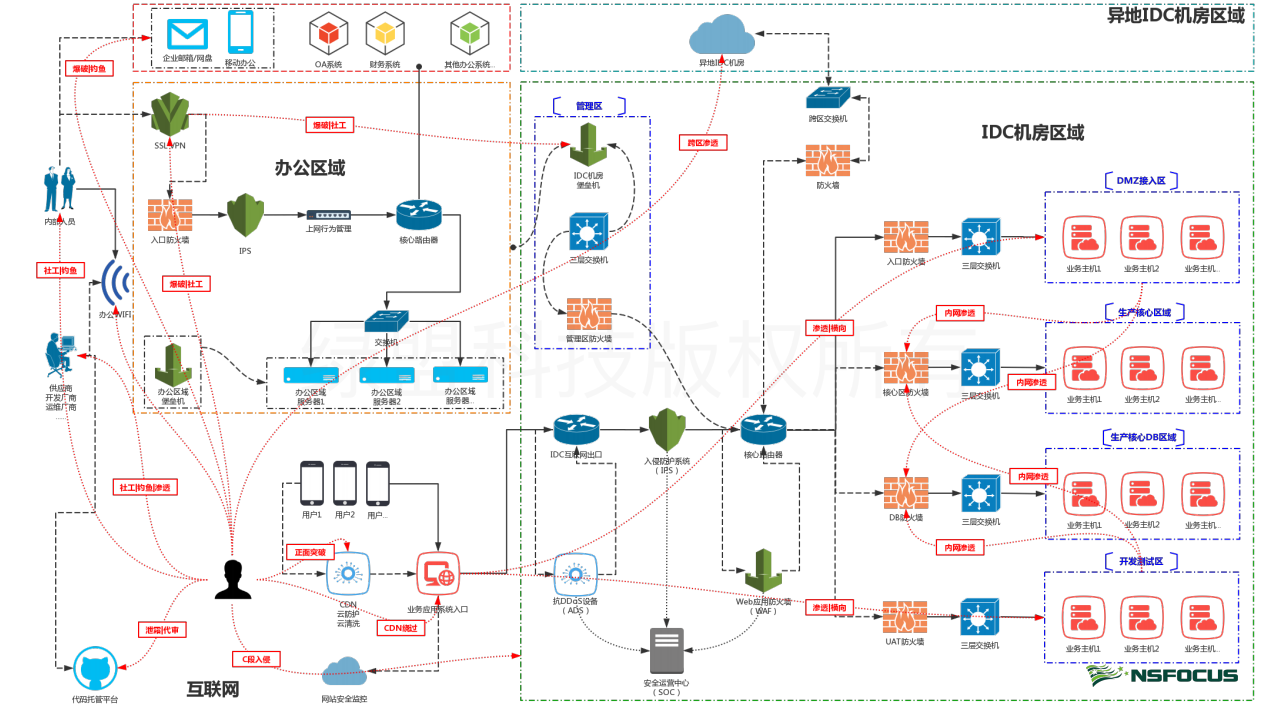 异地IDC机房区域
企业邮箱/网盘
移动办公
OA系统
财务系统
其他办公系统...
异地IDC机房
爆破|钓鱼
SSLVPN
爆破|社工
办公区域
管理区
IDC机房
堡垒机
跨区渗透
跨区交换机
IDC机房区域
防火墙
DMZ接入区
内部人员
入口防火墙
IPS
上网行为管理
核心路由器
三层交换机
入口防火墙
三层交换机
业务主机1
业务主机2
业务主机...
社工|钓鱼
爆破|社工
办公WIFI
交换机
管理区防火墙
渗透|横向
内网渗透
生产核心区域
绿盟科技版权所有
供应商
开发厂商
运维厂商
办公区域
堡垒机
办公区域
服务器1
办公区域
服务器2
办公区域
服务器...
核心区防火墙
内网渗透
三层交换机
业务主机1
业务主机2
业务主机...
生产核心DB区域
IDC互联网出口
入侵防护系统
（IPS）
核心路由器
内网渗透
社工|钓鱼|渗透
用户1
用户2
用户...
DB防火墙
三层交换机
业务主机1
业务主机2
业务主机...
正面突破
内网渗透
开发测试区
CDN
云防护
云清洗
业务应用系统入口
CDN绕过
抗DDoS设备
（ADS）
Web应用防火墙
（WAF）
渗透|横向
UAT防火墙
三层交换机
业务主机1
业务主机2
业务主机...
泄露|代审
C段入侵
互联网
代码托管平台
网站安全监控
安全运营中心
（SOC）
NSFOCUS